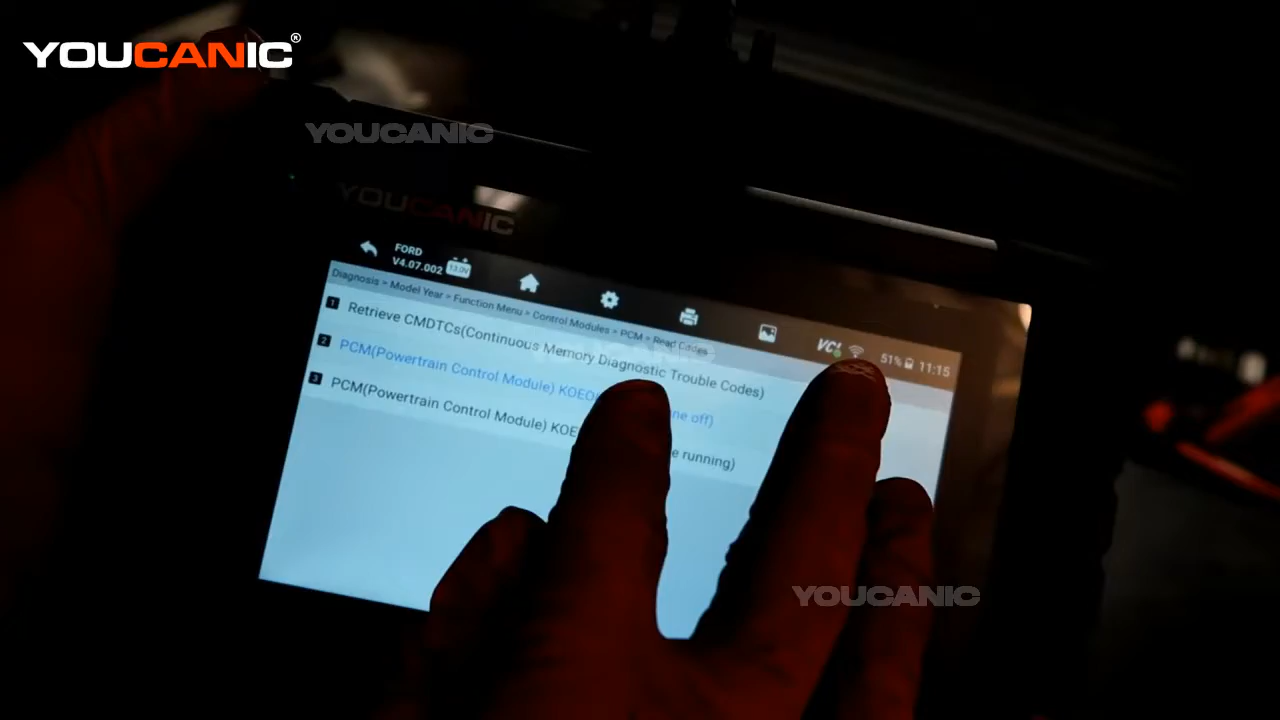 YOUCANIC®
YOUCANIC
YOUCANIC
FORD
V4.07.002
13.0V
VCI
51%
11:15
Diagnosis > Model Year > Function Menu > Control Modules > PCM > Read Codes
YOUCANIC
1 Retrieve CMDTCs(Continuous Memory Diagnostic Trouble Codes)
2 PCM(Powertrain Control Module) KOEO ne off)
3 PCM(Powertrain Control Module) KOE e running)
YOUCANIC